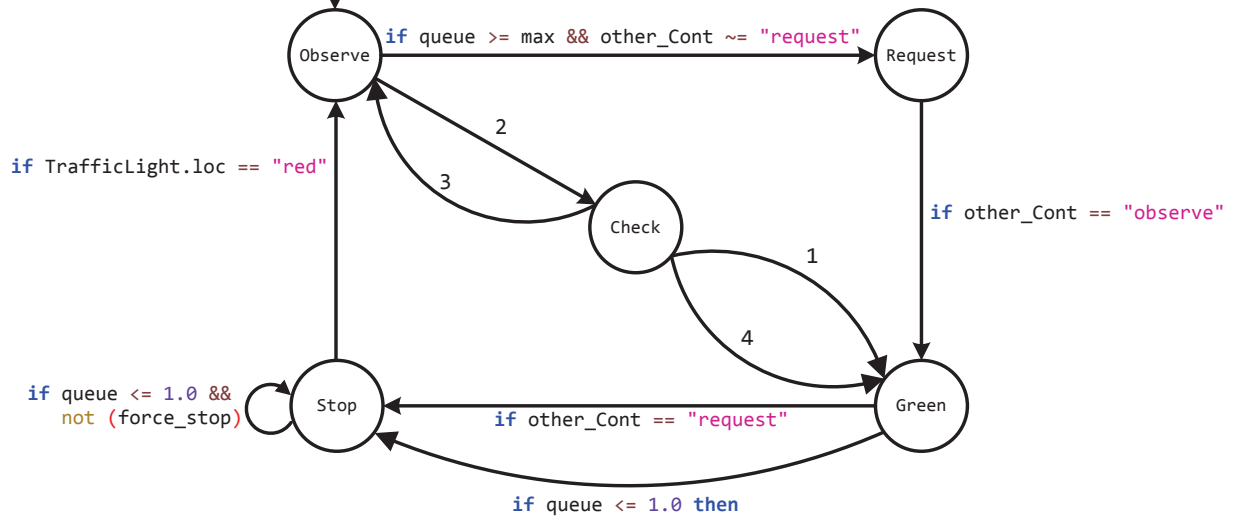 if queue >= max && other_Cont ~= "request"
Observe
Request
2
if TrafficLight.loc == "red"
3
if other_Cont == "observe"
Check
1
4
if queue <= 1.0 &&
not (force_stop)
Stop
Green
if other_Cont == "request"
if queue <= 1.0 then